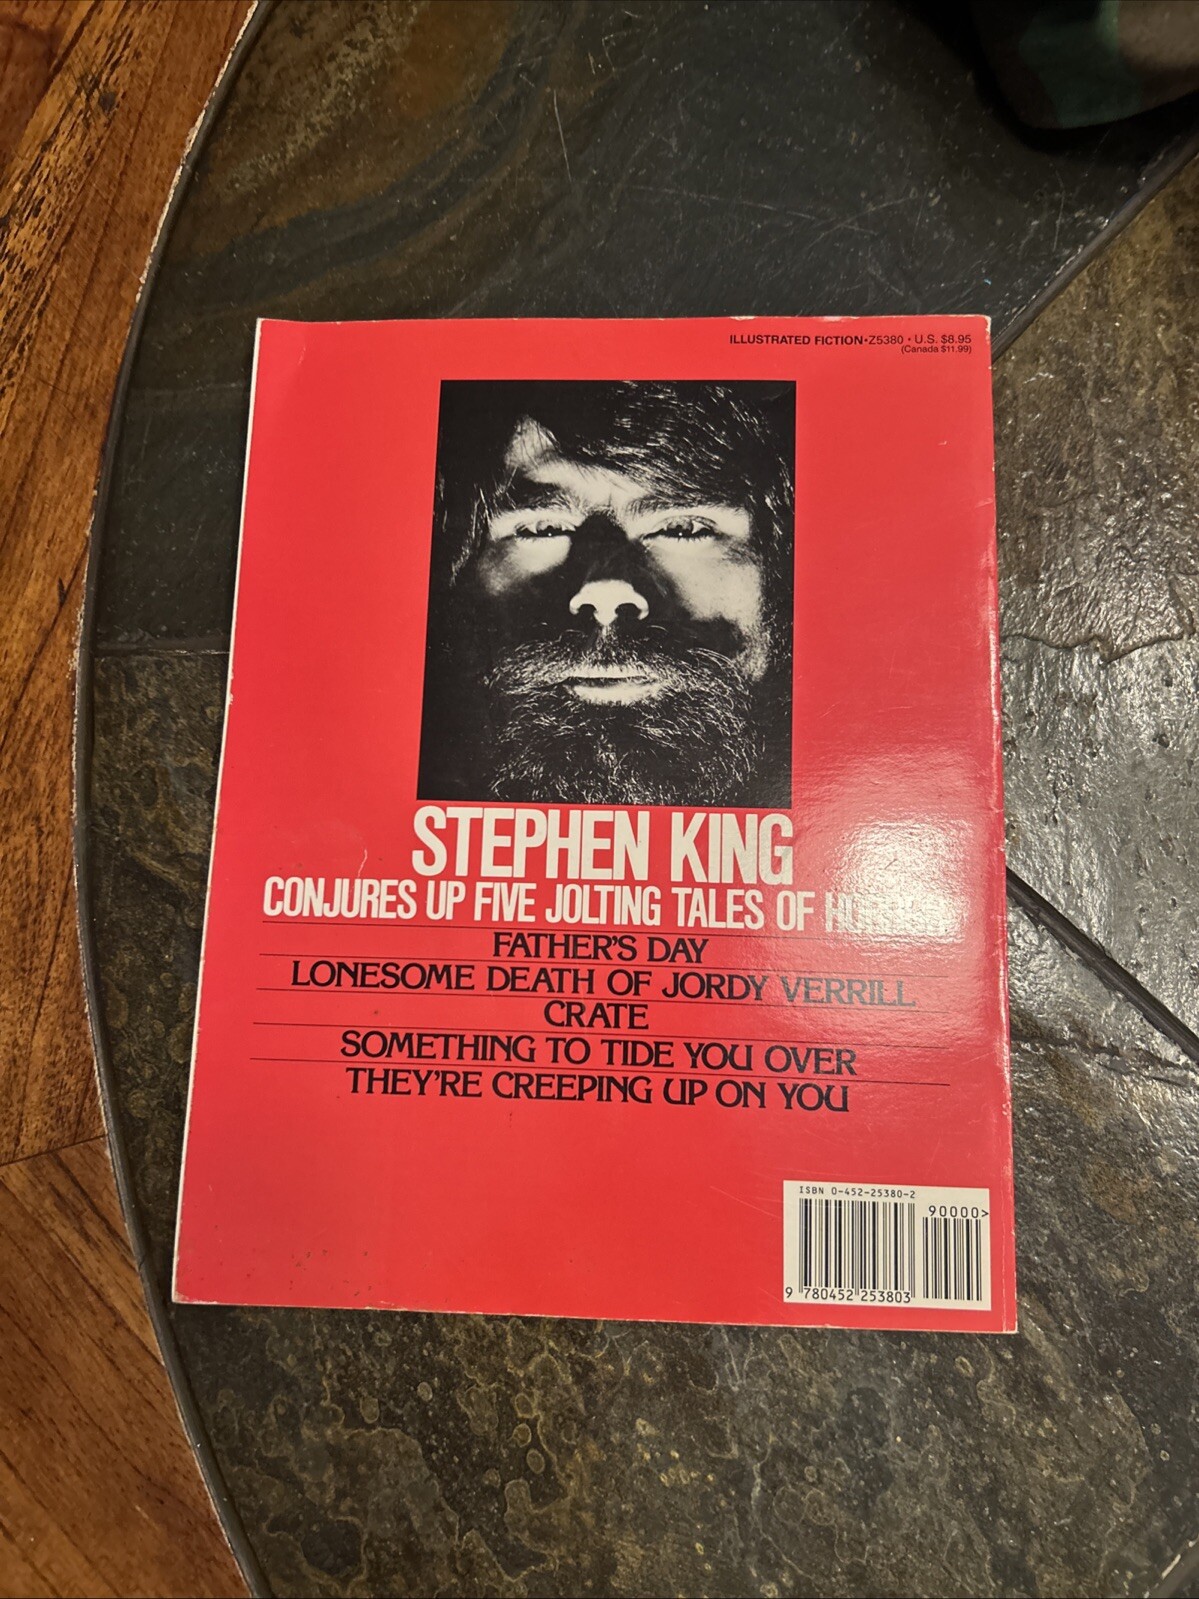 ILLUSTRATED FICTION•Z5380 • U.S. $8.95
(Canada $11.99)
STEPHEN KING
CONJURES UP FIVE JOLTING TALES OF HORROR
FATHER'S DAY
LONESOME DEATH OF JORDY VERRILL
CRATE
SOMETHING TO TIDE YOU OVER
THEY'RE CREEPING UP ON YOU
ISBN 0-452-25380-2
90000>
9 780452 253803